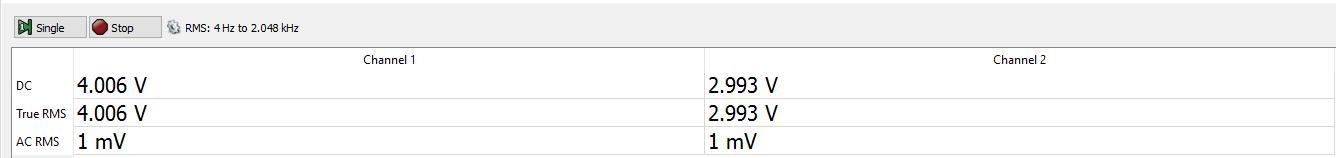 Single Stop RMS: 4 Hz to 2.048 kHz
Channel 1 Channel 2
DC 4.006 V 2.993 V
True RMS 4.006 V 2.993 V
AC RMS 1 mV 1 mV